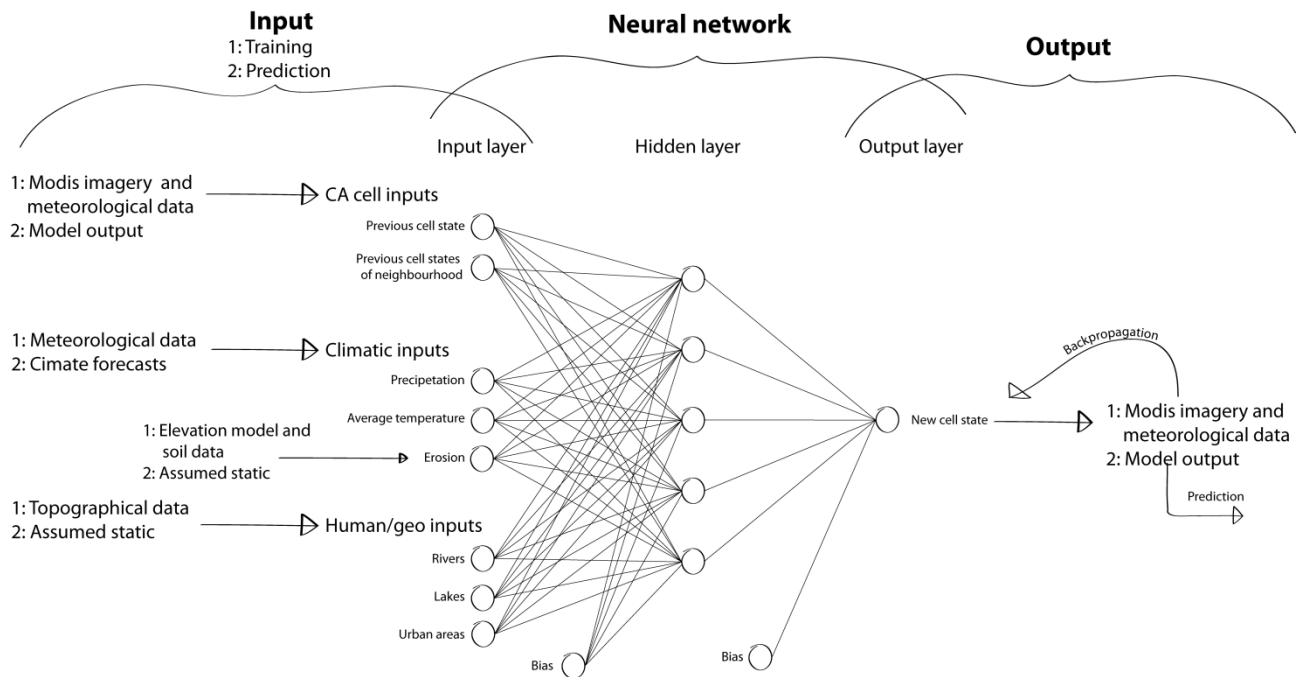 Input
1: Training
2: Prediction
Neural network
Output
Input layer
Hidden layer
Output layer
1: Modis imagery and
meteorological data
2: Model output
CA cell inputs
Previous cell state
Previous cell states
of neighbourhood
1: Meteorological data
2: Cimate forecasts
Climatic inputs
Precipetation
Average temperature
1: Elevation model and
soil data
2: Assumed static
Erosion
1: Topographical data
2: Assumed static
Human/geo inputs
Rivers
Lakes
Urban areas
Bias
Bias
New cell state
Backpropagation
1: Modis imagery and
meteorological data
2: Model output
Prediction